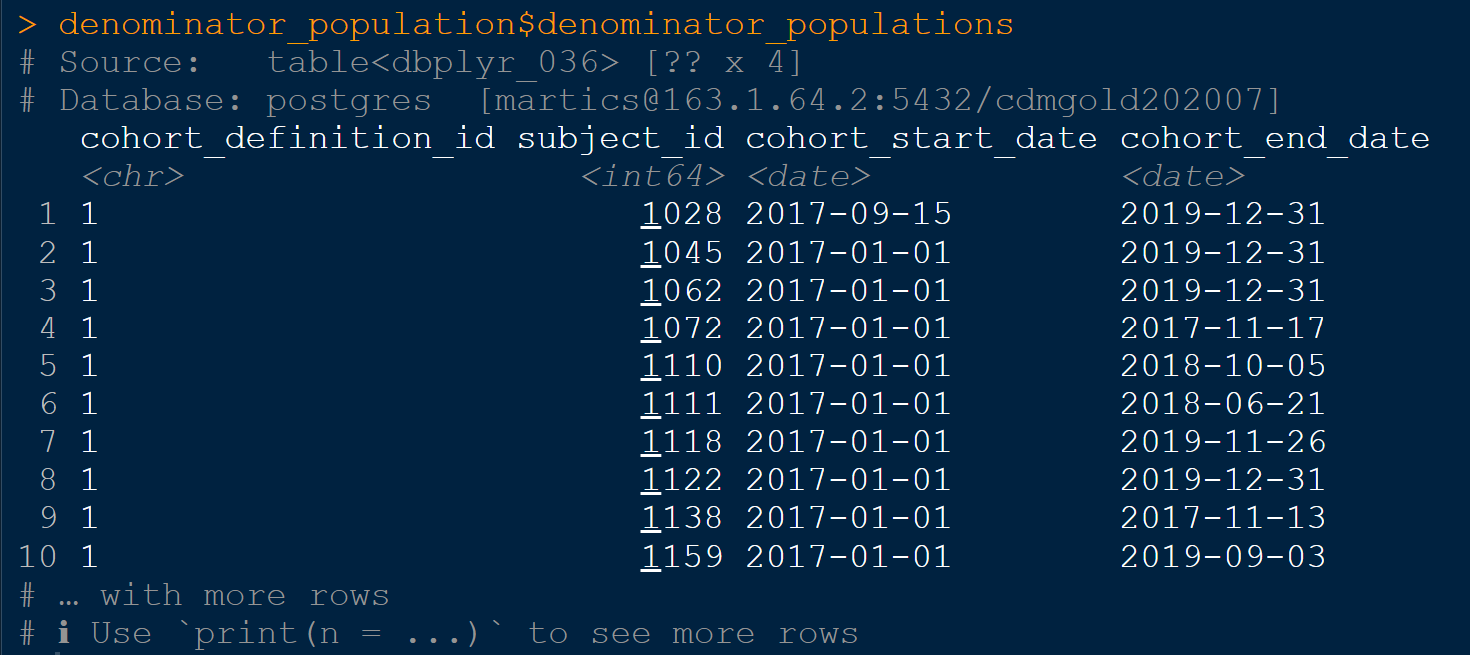 > denominator_population$denominator_populations
# Source:   table<dbplyr_036> [?? x 4]
# Database: postgres  [martics@163.1.64.2:5432/cdmgold202007]
   cohort_definition_id subject_id cohort_start_date cohort_end_date
   <chr>                   <int64> <date>            <date>
 1 1                          1028 2017-09-15        2019-12-31
 2 1                          1045 2017-01-01        2019-12-31
 3 1                          1062 2017-01-01        2019-12-31
 4 1                          1072 2017-01-01        2017-11-17
 5 1                          1110 2017-01-01        2018-10-05
 6 1                          1111 2017-01-01        2018-06-21
 7 1                          1118 2017-01-01        2019-11-26
 8 1                          1122 2017-01-01        2019-12-31
 9 1                          1138 2017-01-01        2017-11-13
10 1                          1159 2017-01-01        2019-09-03
# … with more rows
# ℹ Use `print(n = ...)` to see more rows